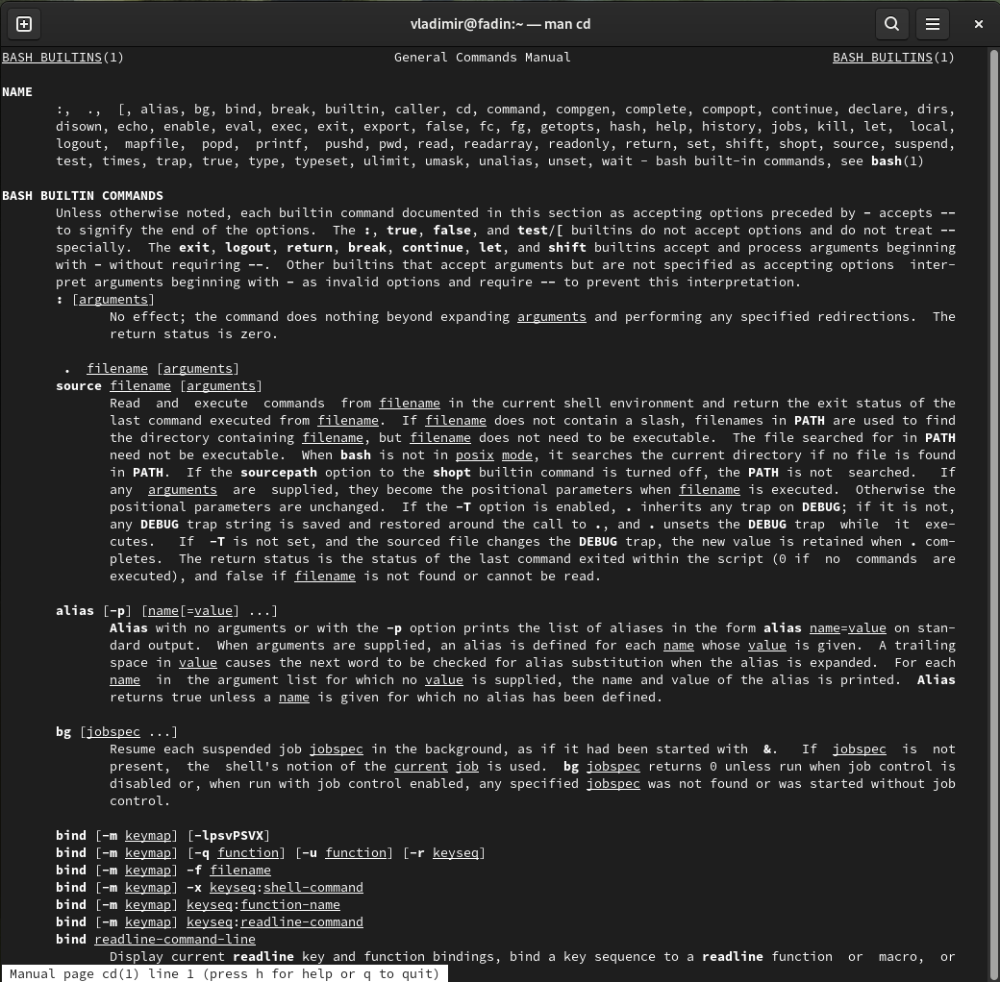 vladimir@fadin:~ — man cd
BASH BUILTINS(1) General Commands Manual BASH BUILTINS(1)
NAME
:, ., [, alias, bg, bind, break, builtin, caller, cd, command, compgen, complete, compopt, continue, declare, dirs,
disown, echo, enable, eval, exec, exit, export, false, fc, fg, getopts, hash, help, history, jobs, kill, let, local,
logout, mapfile, popd, printf, pushd, pwd, read, readarray, readonly, return, set, shift, shopt, source, suspend,
test, times, trap, true, type, typeset, ulimit, umask, unalias, unset, wait - bash built-in commands, see bash(1)
BASH BUILTIN COMMANDS
Unless otherwise noted, each builtin command documented in this section as accepting options preceded by - accepts --
to signify the end of the options. The :, true, false, and test/[ builtins do not accept options and do not treat --
specially. The exit, logout, return, break, continue, let, and shift builtins accept and process arguments beginning
with - without requiring --. Other builtins that accept arguments but are not specified as accepting options inter-
pret arguments beginning with - as invalid options and require -- to prevent this interpretation.
: [arguments]
No effect; the command does nothing beyond expanding arguments and performing any specified redirections. The
return status is zero.
. filename [arguments]
source filename [arguments]
Read and execute commands from filename in the current shell environment and return the exit status of the
last command executed from filename. If filename does not contain a slash, filenames in PATH are used to find
the directory containing filename, but filename does not need to be executable. The file searched for in PATH
need not be executable. When bash is not in posix mode, it searches the current directory if no file is found
in PATH. If the sourcepath option to the shopt builtin command is turned off, the PATH is not searched. If
any arguments are supplied, they become the positional parameters when filename is executed. Otherwise the
positional parameters are unchanged. If the -T option is enabled, . inherits any trap on DEBUG; if it is not,
any DEBUG trap string is saved and restored around the call to ., and . unsets the DEBUG trap while it exe-
cutes. If -T is not set, and the sourced file changes the DEBUG trap, the new value is retained when . com-
pletes. The return status is the status of the last command exited within the script (0 if no commands are
executed), and false if filename is not found or cannot be read.
alias [-p] [name[=value] ...]
Alias with no arguments or with the -p option prints the list of aliases in the form alias name=value on stan-
dard output. When arguments are supplied, an alias is defined for each name whose value is given. A trailing
space in value causes the next word to be checked for alias substitution when the alias is expanded. For each
name in the argument list for which no value is supplied, the name and value of the alias is printed. Alias
returns true unless a name is given for which no alias has been defined.
bg [jobspec ...]
Resume each suspended job jobspec in the background, as if it had been started with &. If jobspec is not
present, the shell's notion of the current job is used. bg jobspec returns 0 unless run when job control is
disabled or, when run with job control enabled, any specified jobspec was not found or was started without job
control.
bind [-m keymap] [-lpsvPSVX]
bind [-m keymap] [-q function] [-u function] [-r keyseq]
bind [-m keymap] -f filename
bind [-m keymap] -x keyseq:shell-command
bind [-m keymap] keyseq:function-name
bind [-m keymap] keyseq:readline-command
bind readline-command-line
Display current readline key and function bindings, bind a key sequence to a readline function or macro, or
Manual page cd(1) line 1 (press h for help or q to quit)